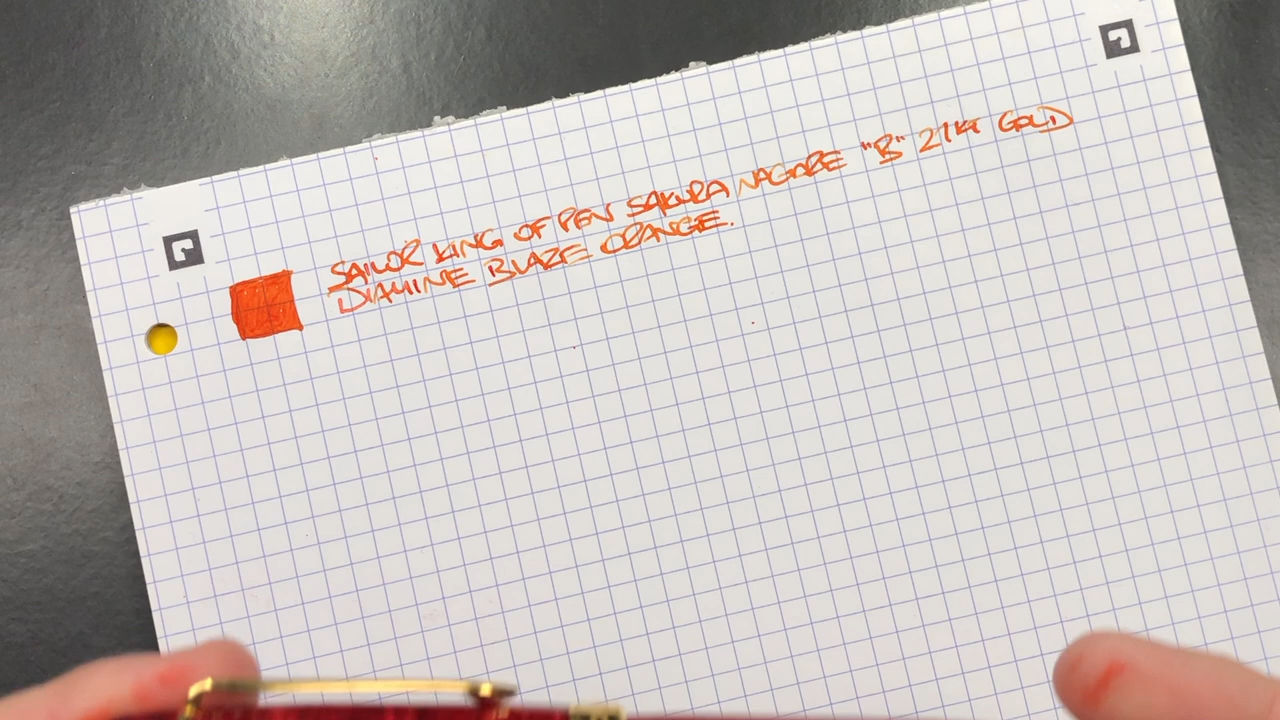 SAILOR KING OF PEN SAKURA NAGARE "B" 21K GOLD
DIAMINE BLAZE ORANGE.